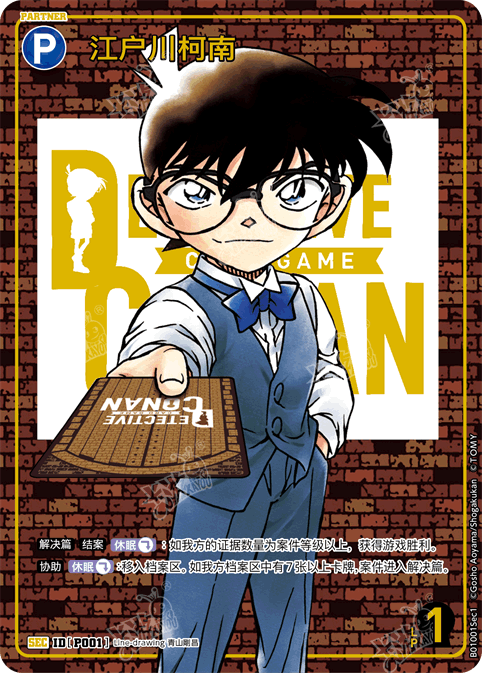 PARTNER
P 江户川柯南
DETECTIVE
CARD GAME
CONAN
DETECTIVE
CARD GAME
CONAN
解决篇 结案 休眠 :如我方的证据数量为案件等级以上，获得游戏胜利。
协助 休眠 :移入档案区。如我方档案区中有7张以上卡牌,案件进入解决篇。
SEC ID [ P001 ] Line-drawing 青山剛昌
LP 1
B01001Sec1 ©Gosho Aoyama/Shogakukan ©TOMY